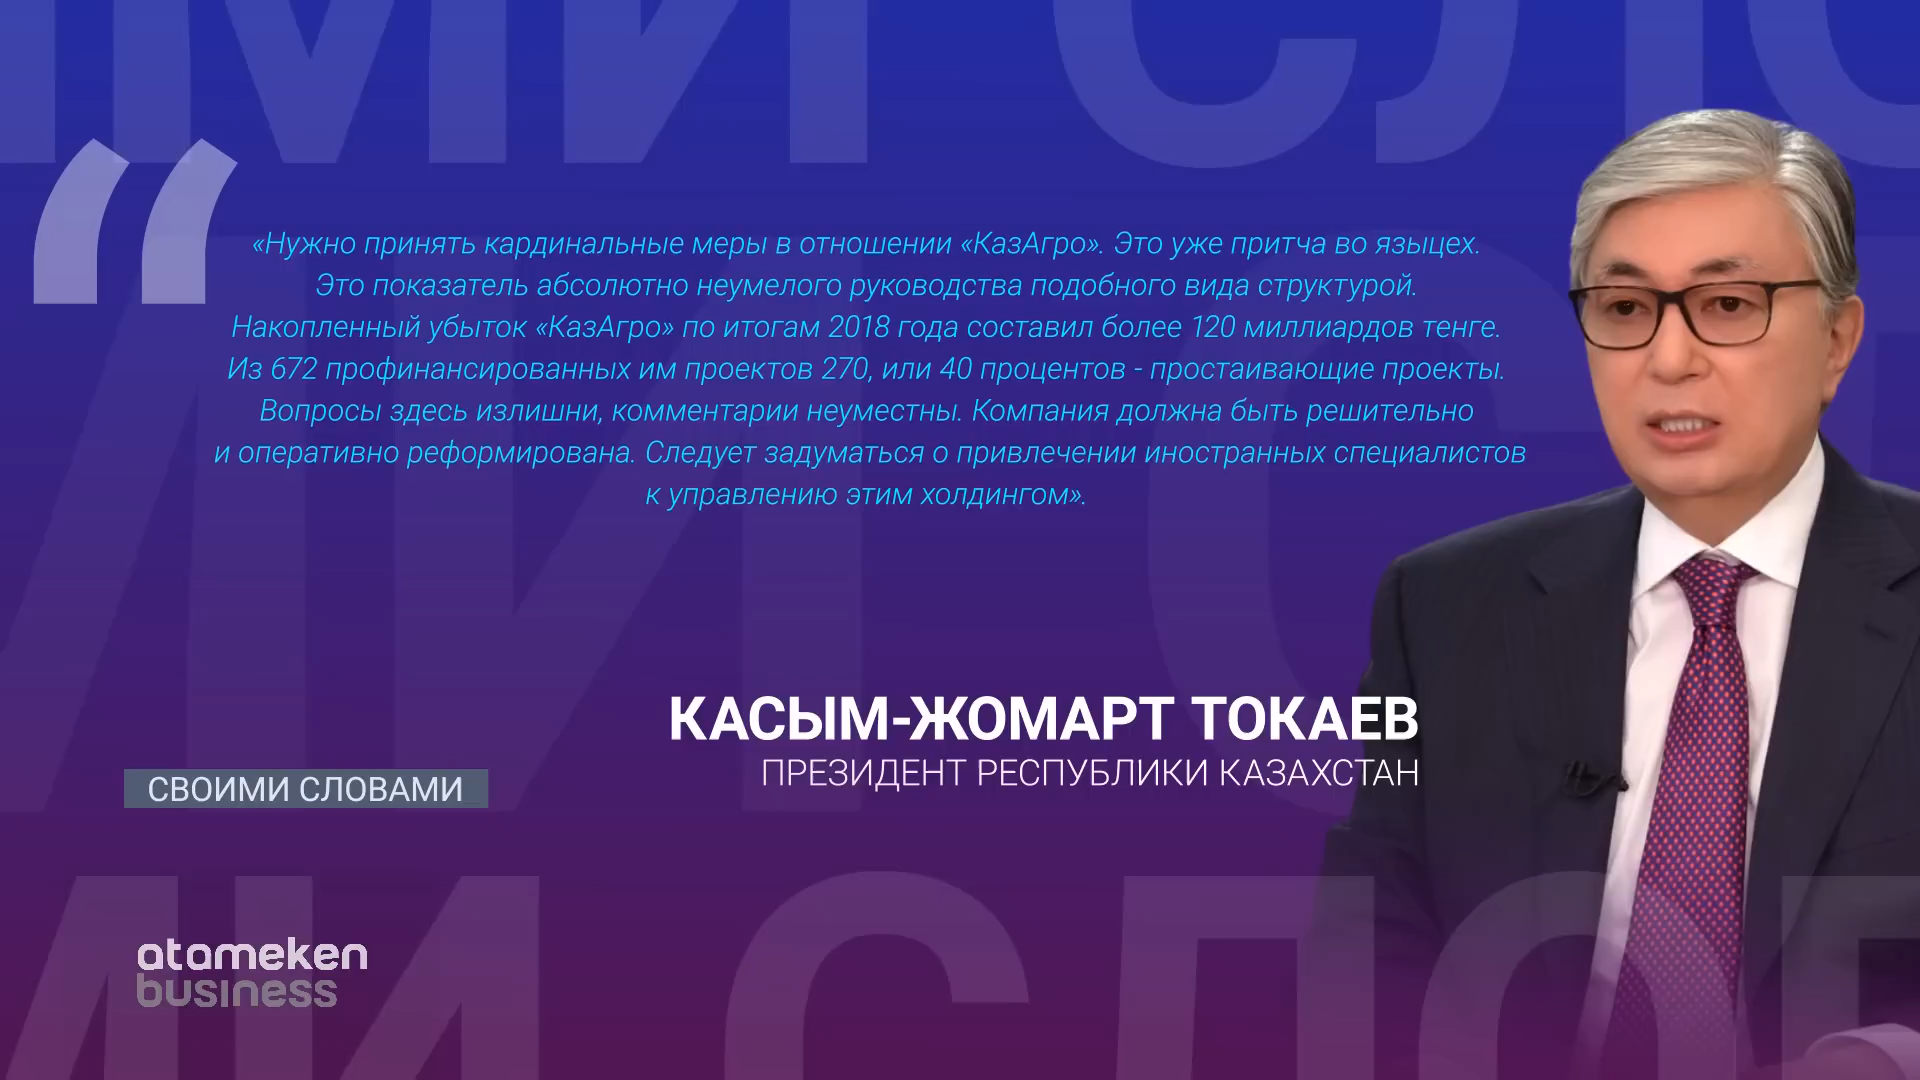 «Нужно принять кардинальные меры в отношении «КазАгро». Это уже притча во языцех.
Это показатель абсолютно неумелого руководства подобного вида структурой.
Накопленный убыток «КазАгро» по итогам 2018 года составил более 120 миллиардов тенге.
Из 672 профинансированных им проектов 270, или 40 процентов - простаивающие проекты.
Вопросы здесь излишни, комментарии неуместны. Компания должна быть решительно
и оперативно реформирована. Следует задуматься о привлечении иностранных специалистов
к управлению этим холдингом».
КАСЫМ-ЖОМАРТ ТОКАЕВ
ПРЕЗИДЕНТ РЕСПУБЛИКИ КАЗАХСТАН
СВОИМИ СЛОВАМИ
atameken
business